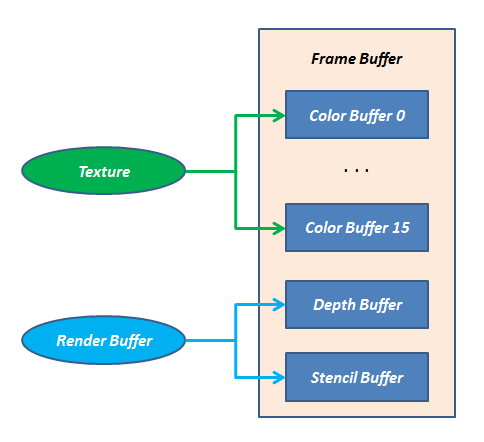 Frame Buffer
Color Buffer 0
. . .
Texture
Color Buffer 15
Depth Buffer
Render Buffer
Stencil Buffer